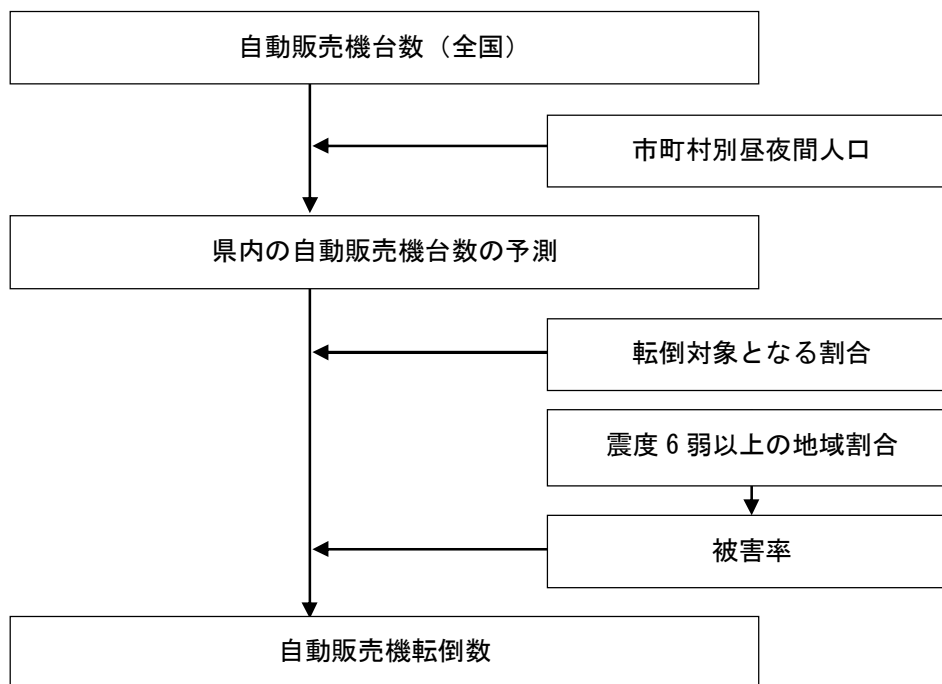 自動販売機台数（全国）
市町村別昼夜間人口
県内の自動販売機台数の予測
転倒対象となる割合
震度６弱以上の地域割合
被害率
自動販売機転倒数